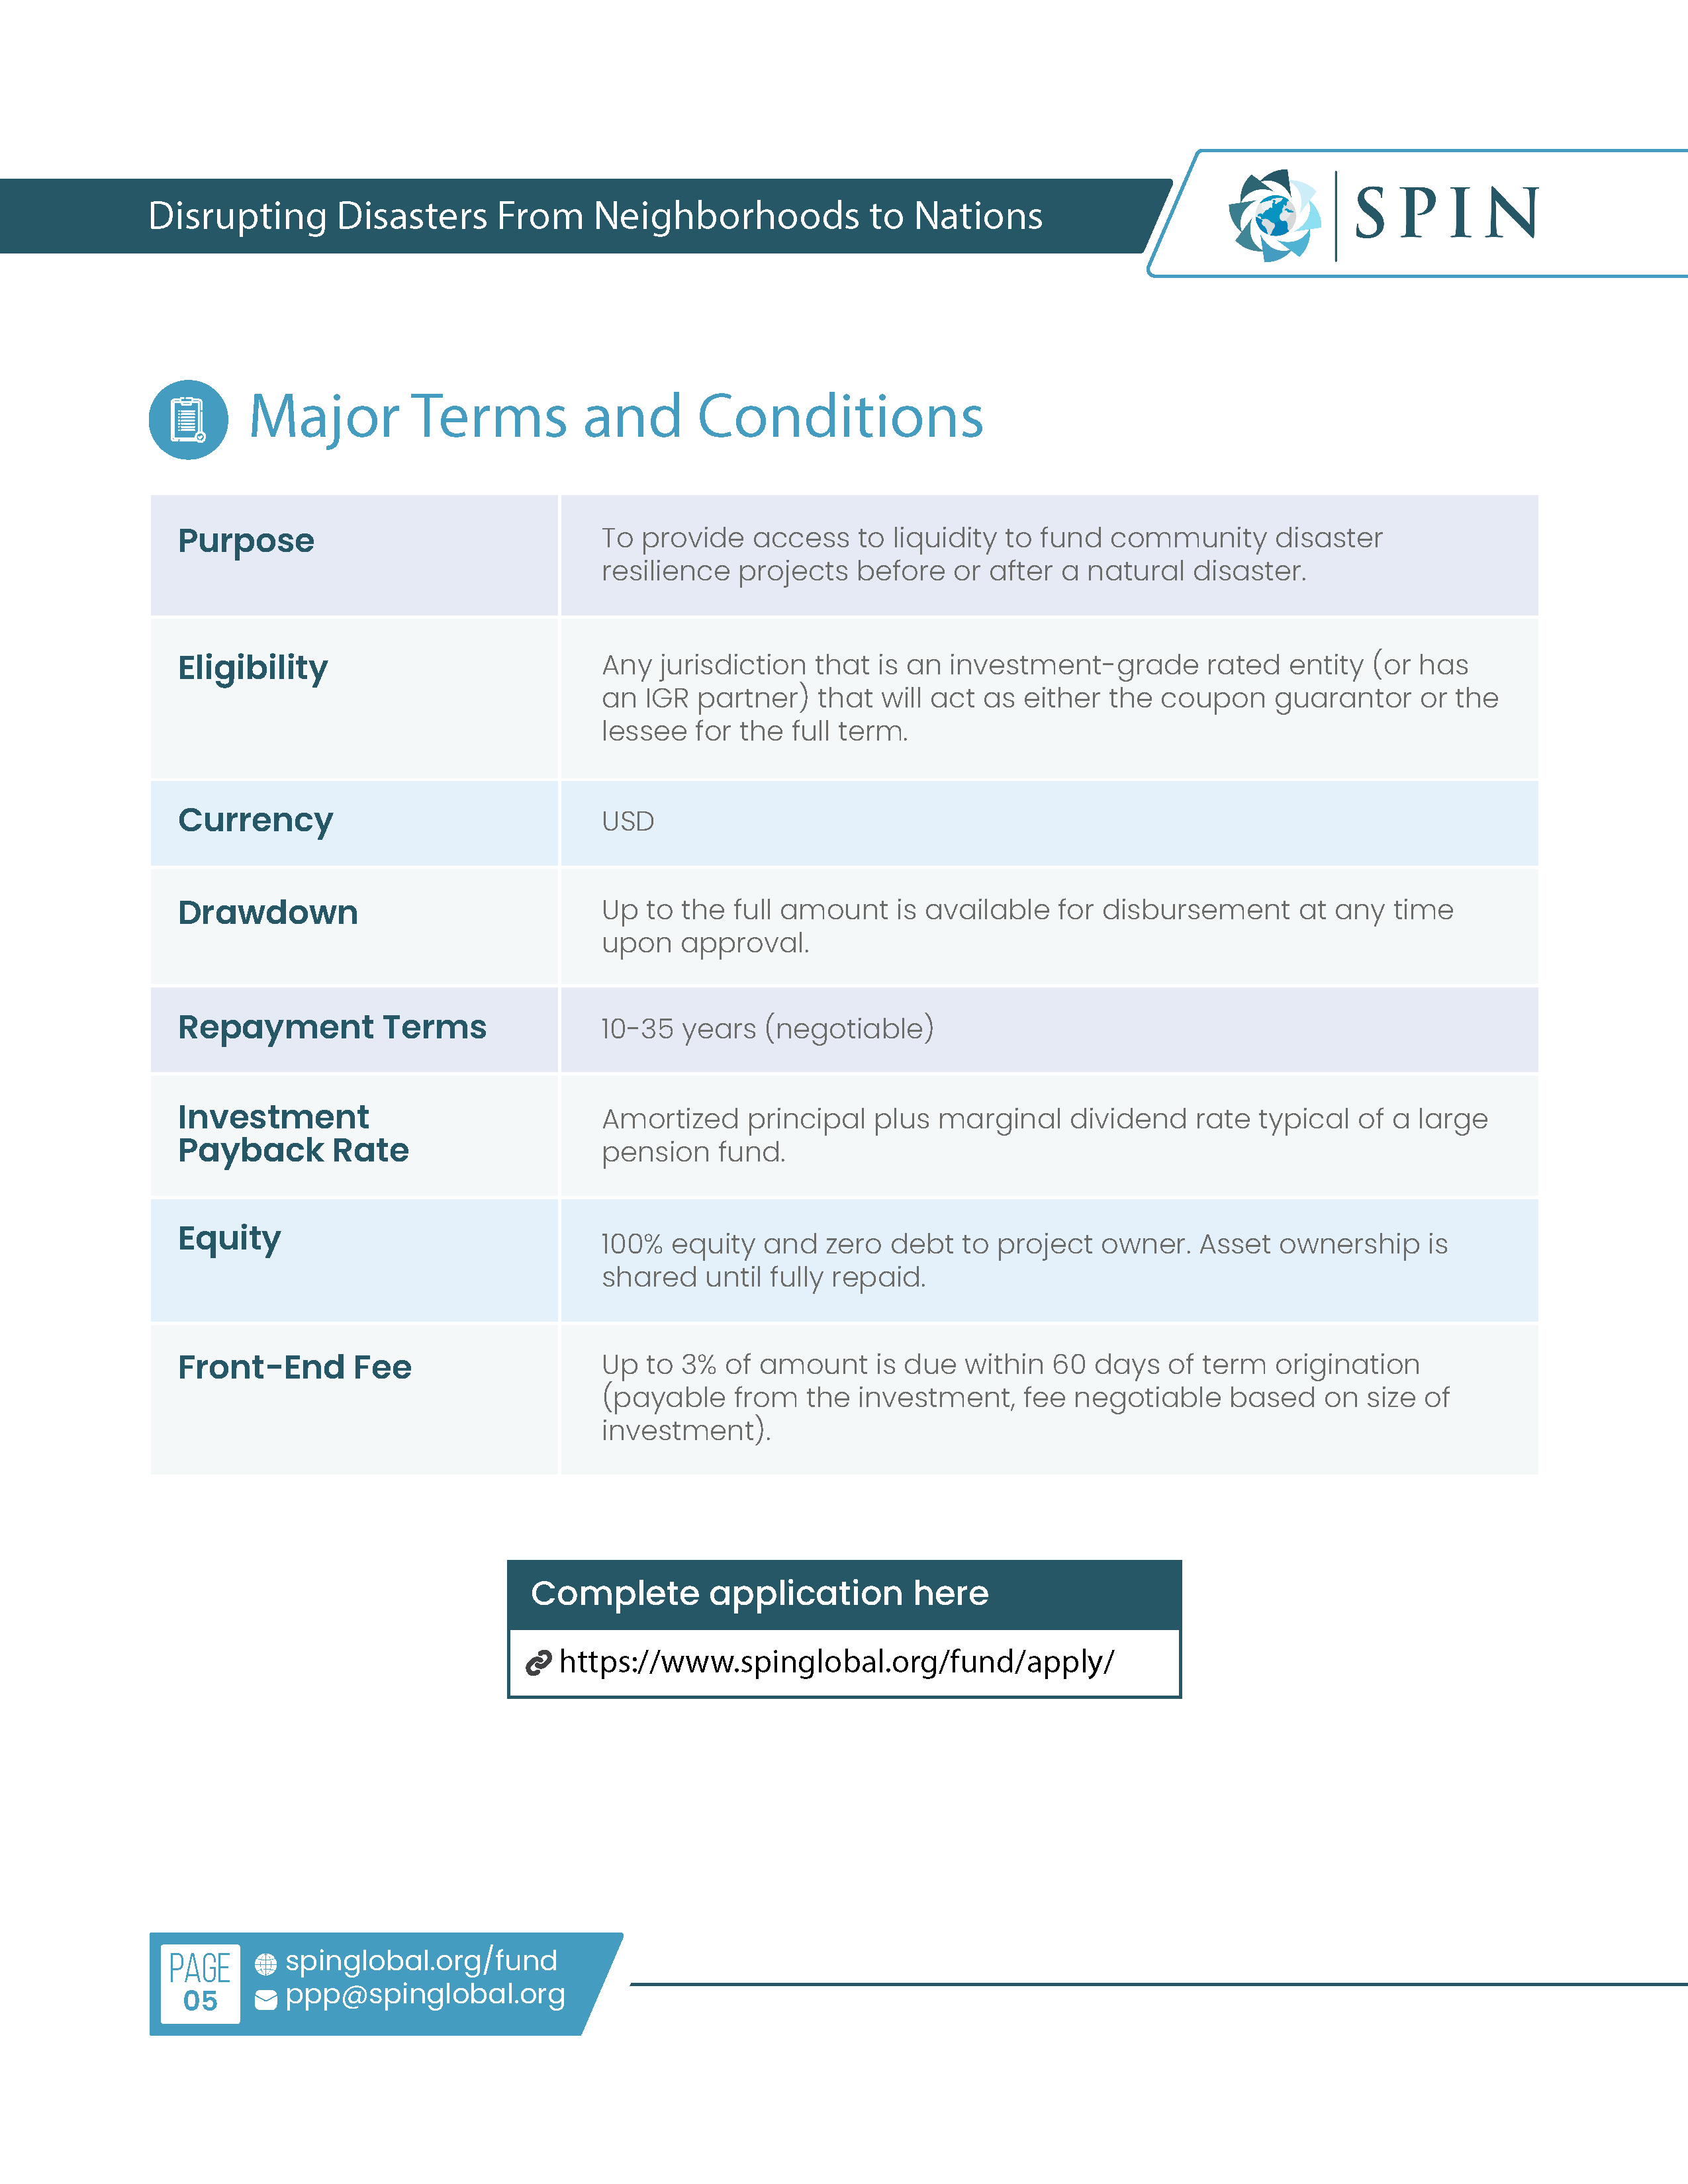 Disrupting Disasters From Neighborhoods to Nations
SPIN
Major Terms and Conditions
Purpose
To provide access to liquidity to fund community disaster
resilience projects before or after a natural disaster.
Eligibility
Any jurisdiction that is an investment-grade rated entity (or has
an IGR partner) that will act as either the coupon guarantor or the
lessee for the full term.
Currency
USD
Drawdown
Up to the full amount is available for disbursement at any time
upon approval.
Repayment Terms
10-35 years (negotiable)
Investment
Payback Rate
Amortized principal plus marginal dividend rate typical of a large
pension fund.
Equity
100% equity and zero debt to project owner. Asset ownership is
shared until fully repaid.
Front-End Fee
Up to 3% of amount is due within 60 days of term origination
(payable from the investment, fee negotiable based on size of
investment).
Complete application here
https://www.spinglobal.org/fund/apply/
PAGE
05
spinglobal.org/fund
ppp@spinglobal.org